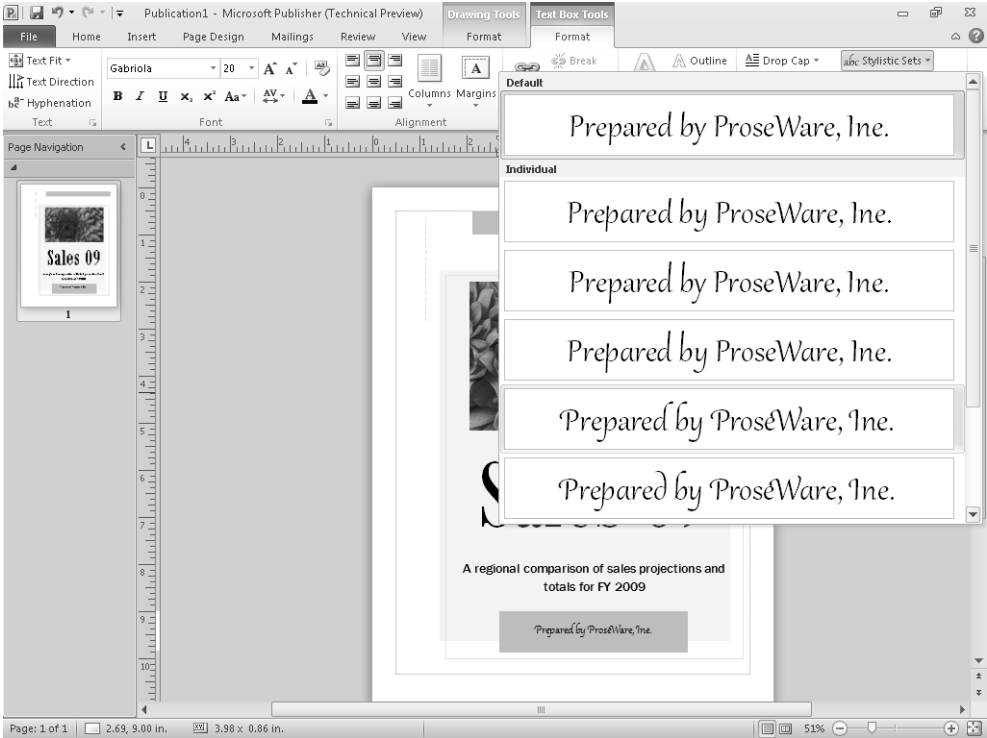 Publication1 - Microsoft Publisher (Technical Preview)
Drawing Tools
Text Box Tools
File Home Insert Page Design Mailings Review View Format Format
Text Fit
Text Direction
Hyphenation
Text
Gabriola 20
B I U x₂ x² Aa AV A
Font
Columns Margins
Alignment
Break
Outline
Drop Cap
Stylistic Sets
Default
Prepared by ProseWare, Inc.
Individual
Prepared by ProseWare, Inc.
Prepared by ProseWare, Inc.
Prepared by ProseWare, Inc.
Prepared by ProseWare, Inc.
Prepared by ProseWare, Inc.
Page Navigation
Sales 09
1
A regional comparison of sales projections and
totals for FY 2009
Prepared by ProseWare, Inc.
Page: 1 of 1 2.69, 9.00 in. 3.98 x 0.86 in. 51%